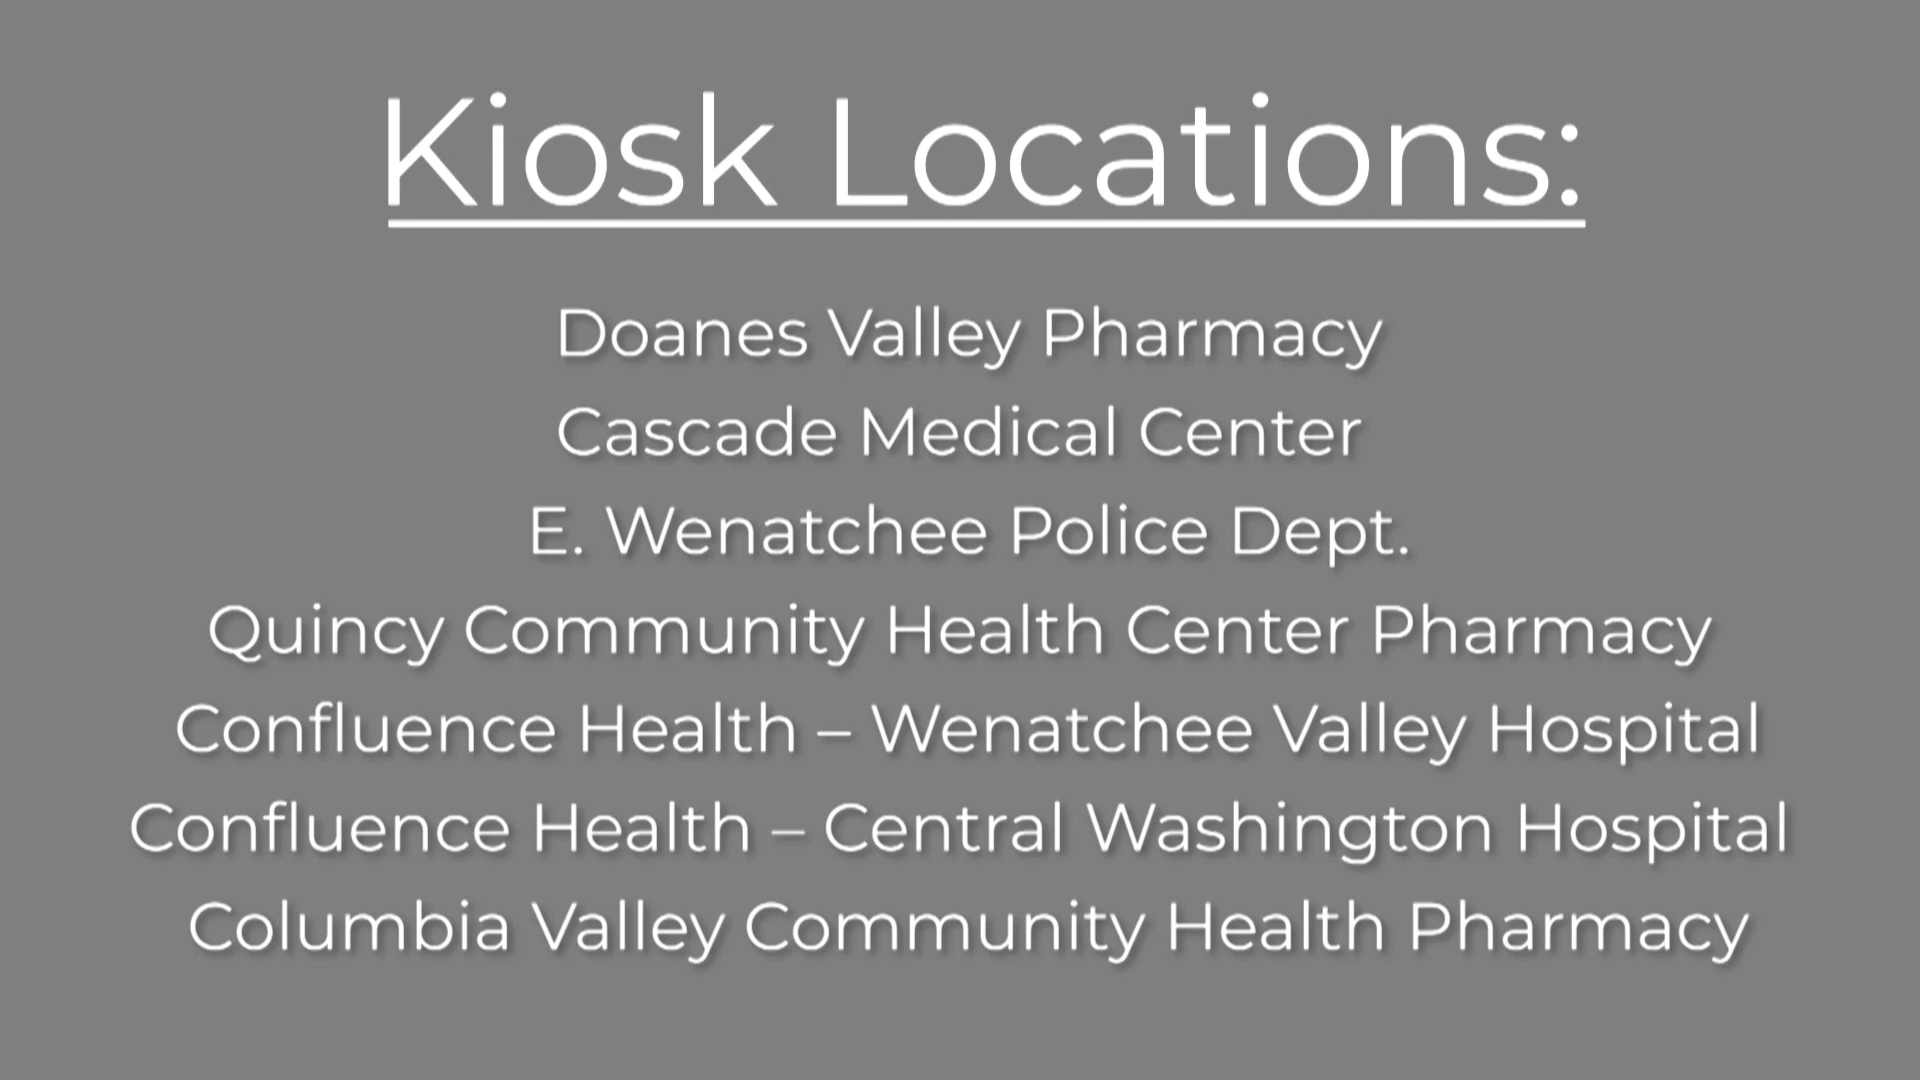 Kiosk Locations:
Doanes Valley Pharmacy
Cascade Medical Center
E. Wenatchee Police Dept.
Quincy Community Health Center Pharmacy
Confluence Health – Wenatchee Valley Hospital
Confluence Health – Central Washington Hospital
Columbia Valley Community Health Pharmacy